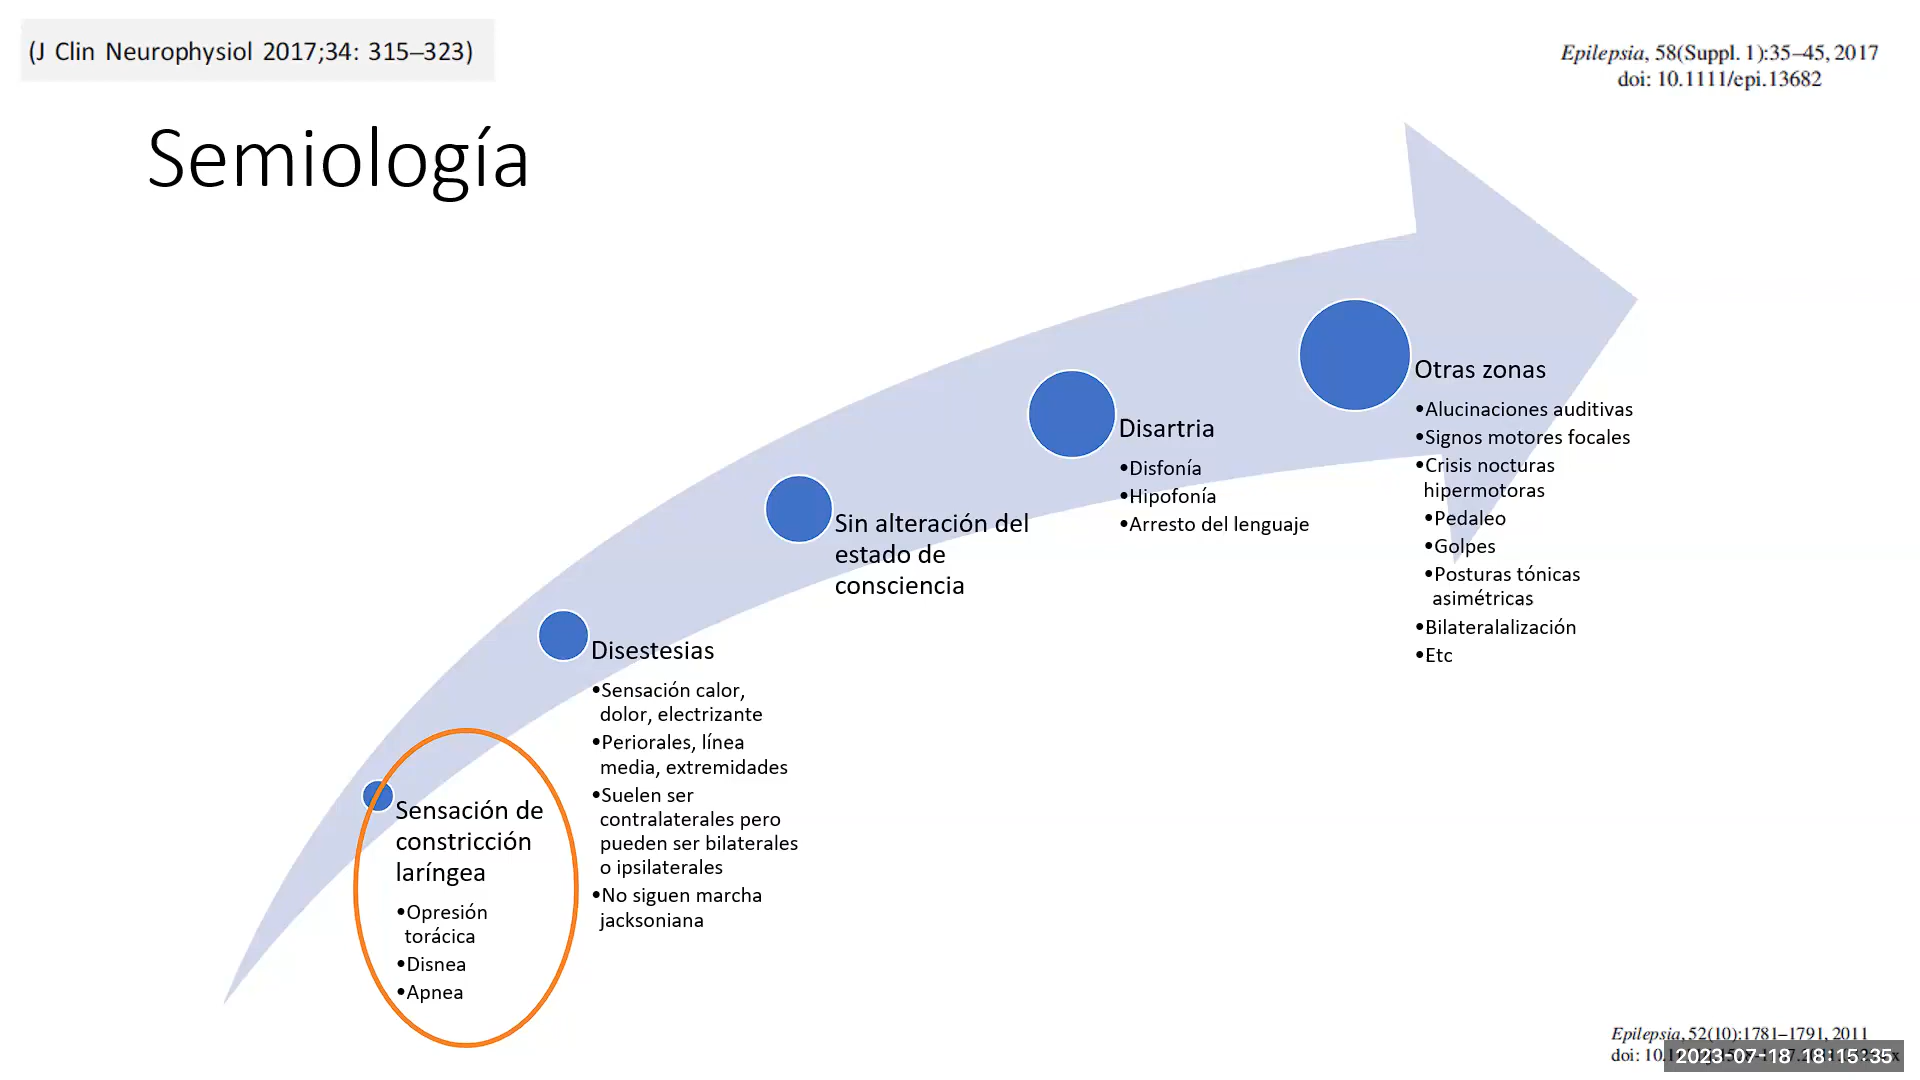 (J Clin Neurophysiol 2017;34: 315–323)
Epilepsia, 58(Suppl. 1):35–45, 2017
doi: 10.1111/epi.13682
Semiología
Sensación de
constricción
laríngea
•Opresión
torácica
•Disnea
•Apnea
Disestesias
•Sensación calor,
dolor, electrizante
•Periorales, línea
media, extremidades
•Suelen ser
contralaterales pero
pueden ser bilaterales
o ipsilaterales
•No siguen marcha
jacksoniana
Sin alteración del
estado de
consciencia
Disartria
•Disfonía
•Hipofonía
•Arresto del lenguaje
Otras zonas
•Alucinaciones auditivas
•Signos motores focales
•Crisis nocturas
hipermotoras
•Pedaleo
•Golpes
•Posturas tónicas
asimétricas
•Bilateralalización
•Etc
Epilepsia, 52(10):1781–1791, 2011
doi: 10.1
2023-07-18 18:15:35